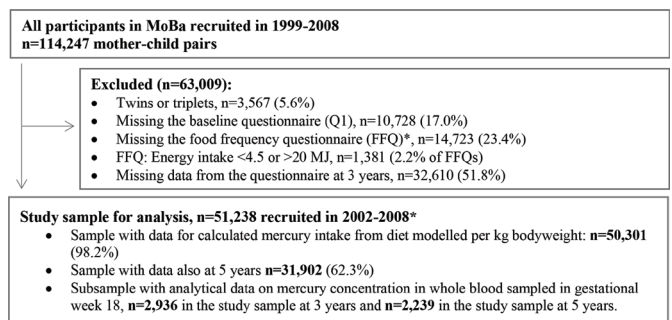 All participants in MoBa recruited in 1999-2008
n=114,247 mother-child pairs
Excluded (n=63,009):
• Twins or triplets, n=3,567 (5.6%)
• Missing the baseline questionnaire (Q1), n=10,728 (17.0%)
• Missing the food frequency questionnaire (FFQ)*, n=14,723 (23.4%)
• FFQ: Energy intake <4.5 or >20 MJ, n=1,381 (2.2% of FFQs)
• Missing data from the questionnaire at 3 years, n=32,610 (51.8%)
Study sample for analysis, n=51,238 recruited in 2002-2008*
• Sample with data for calculated mercury intake from diet modelled per kg bodyweight: n=50,301
(98.2%)
• Sample with data also at 5 years n=31,902 (62.3%)
• Subsample with analytical data on mercury concentration in whole blood sampled in gestational
week 18, n=2,936 in the study sample at 3 years and n=2,239 in the study sample at 5 years.